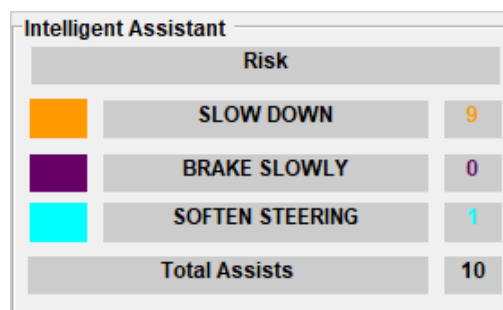 Intelligent Assistant
Risk
SLOW DOWN 9
BRAKE SLOWLY 0
SOFTEN STEERING 1
Total Assists 10